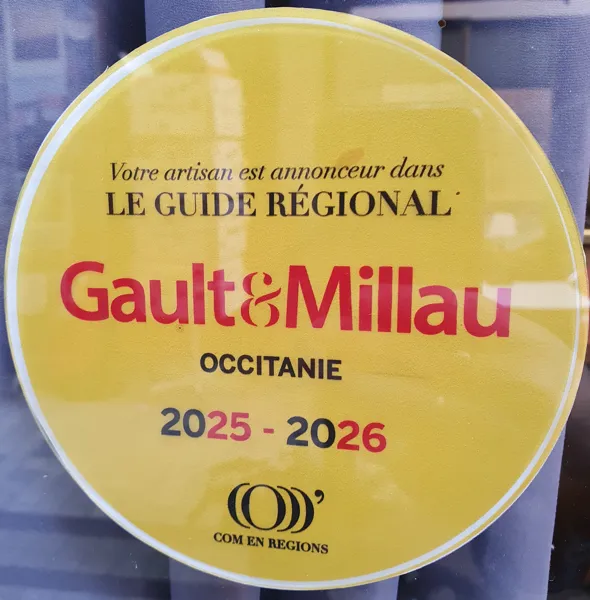 Votre artisan est annonceur dans
LE GUIDE RÉGIONAL
Gault&Millau
OCCITANIE
2025 - 2026
COM EN REGIONS